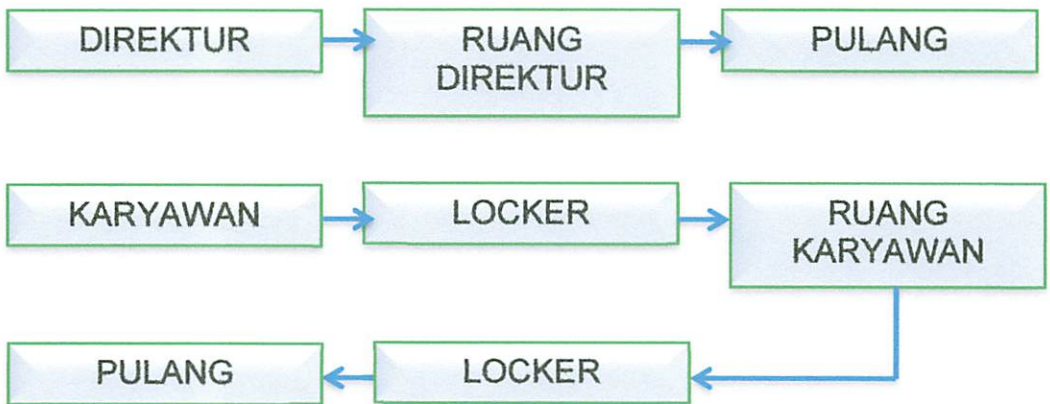 DIREKTUR
RUANG
DIREKTUR
PULANG
KARYAWAN
LOCKER
RUANG
KARYAWAN
PULANG
LOCKER